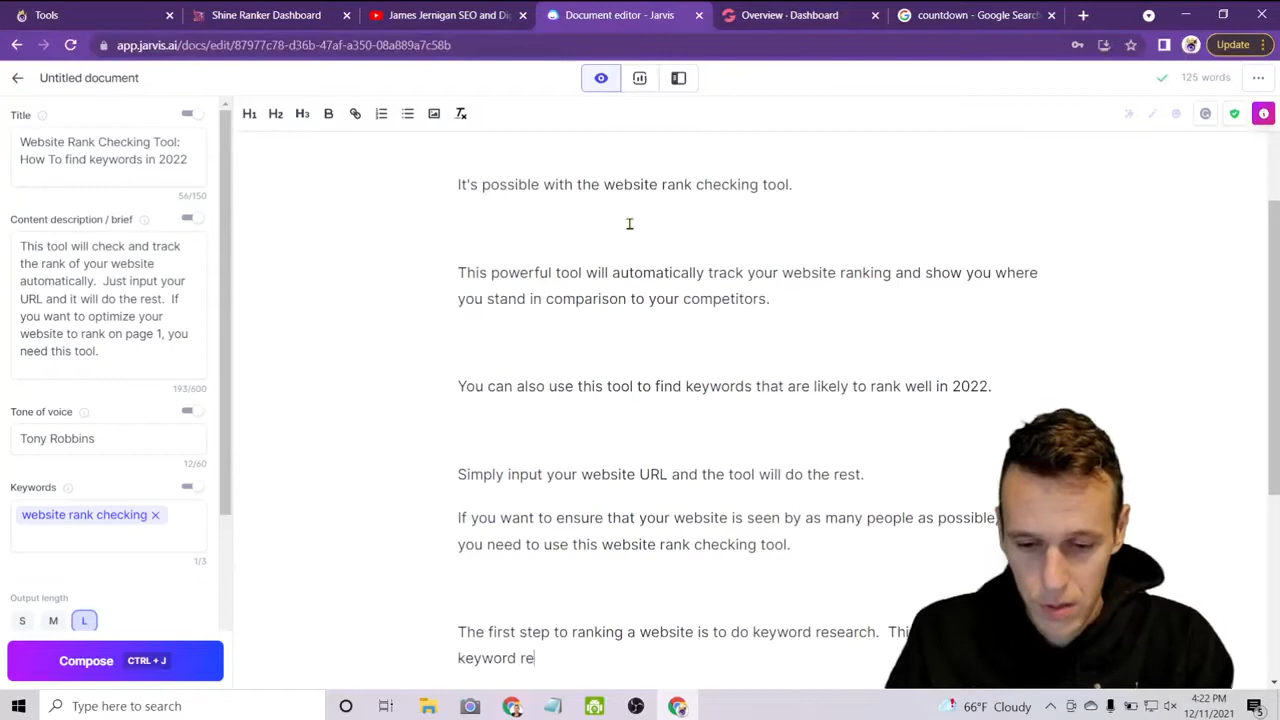 Tools
Shine Ranker Dashboard
James Jernigan SEO and Di
Document editor - Jarvis
Overview - Dashboard
countdown - Google Searc
app.jarvis.ai/docs/edit/87977c78-d36b-47af-a350-08a889a7c58b
Update
Untitled document
125 words
H1 H2 H3 B
Title
Website Rank Checking Tool:
How To find keywords in 2022
56/150
Content description / brief
This tool will check and track
the rank of your website
automatically. Just input your
URL and it will do the rest. If
you want to optimize your
website to rank on page 1, you
need this tool.
193/600
Tone of voice
Tony Robbins
12/60
Keywords
website rank checking
1/3
Output length
S M L
Compose CTRL + J
It's possible with the website rank checking tool.
This powerful tool will automatically track your website ranking and show you where
you stand in comparison to your competitors.
You can also use this tool to find keywords that are likely to rank well in 2022.
Simply input your website URL and the tool will do the rest.
If you want to ensure that your website is seen by as many people as possible,
you need to use this website rank checking tool.
The first step to ranking a website is to do keyword research. Thi
keyword re
Type here to search
66°F Cloudy
4:22 PM
12/11/2021
5